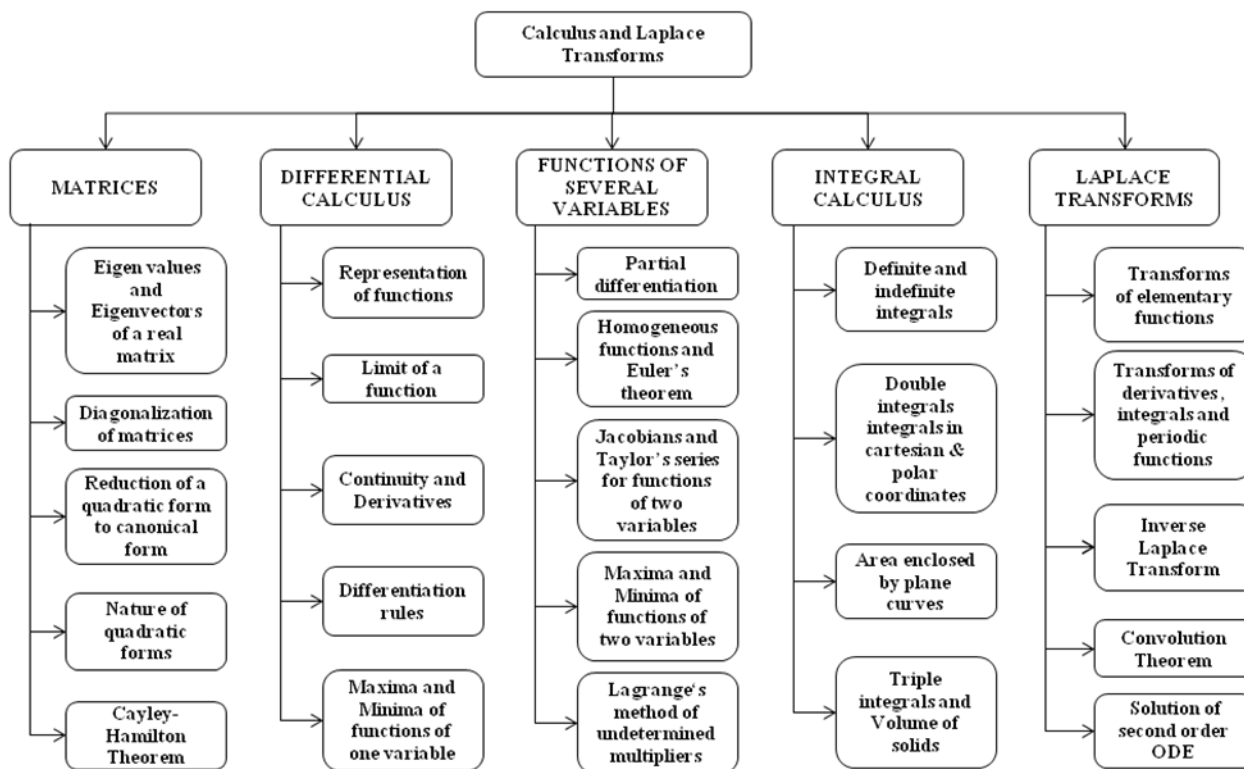 Calculus and Laplace
Transforms
MATRICES
Eigen values
and
Eigenvectors
of a real
matrix
Diagonalization
of matrices
Reduction of a
quadratic form
to canonical
form
Nature of
quadratic
forms
Cayley-
Hamilton
Theorem
DIFFERENTIAL
CALCULUS
Representation
of functions
Limit of a
function
Continuity and
Derivatives
Differentiation
rules
Maxima and
Minima of
functions of
one variable
FUNCTIONS OF
SEVERAL
VARIABLES
Partial
differentiation
Homogeneous
functions and
Euler's
theorem
Jacobians and
Taylor's series
for functions
of two
variables
Maxima and
Minima of
functions of
two variables
Lagrange‘s
method of
undetermined
multipliers
INTEGRAL
CALCULUS
Definite and
indefinite
integrals
Double
integrals
integrals in
cartesian &
polar
coordinates
Area enclosed
by plane
curves
Triple
integrals and
Volume of
solids
LAPLACE
TRANSFORMS
Transforms
of elementary
functions
Transforms of
derivatives,
integrals and
periodic
functions
Inverse
Laplace
Transform
Convolution
Theorem
Solution of
second order
ODE